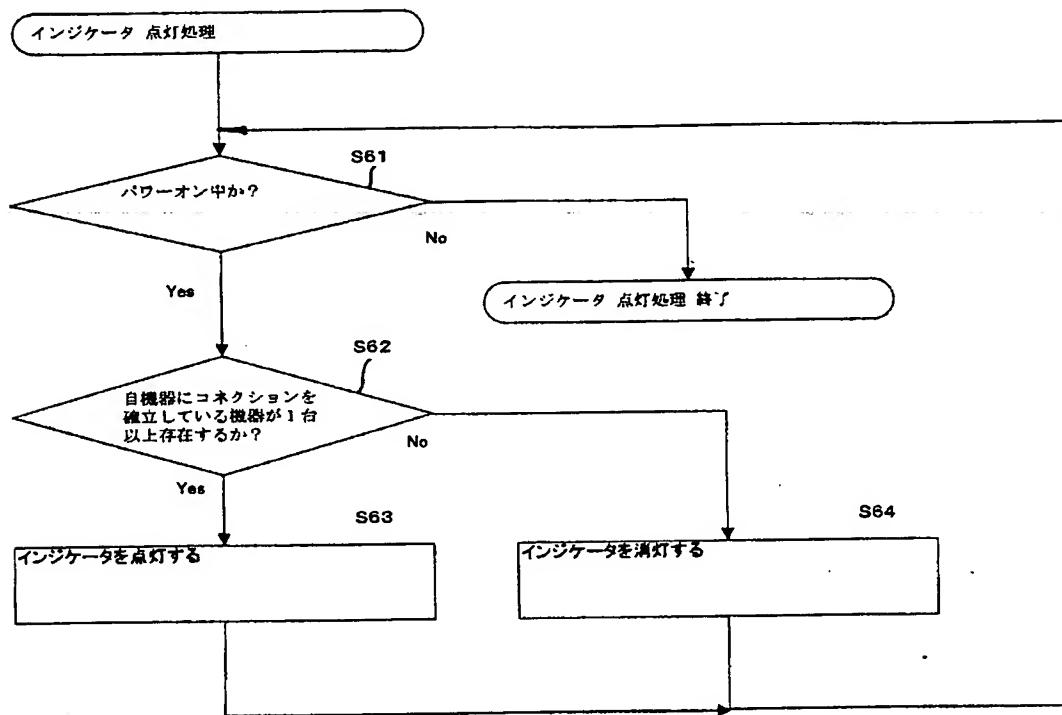 インジケータ 点灯処理
S61
パワーオン中か?
No
Yes
インジケータ 点灯処理 終了
S62
自機器にコネクションを
確立している機器が1台
以上存在するか?
No
Yes
S63
S64
インジケータを点灯する
インジケータを消灯する